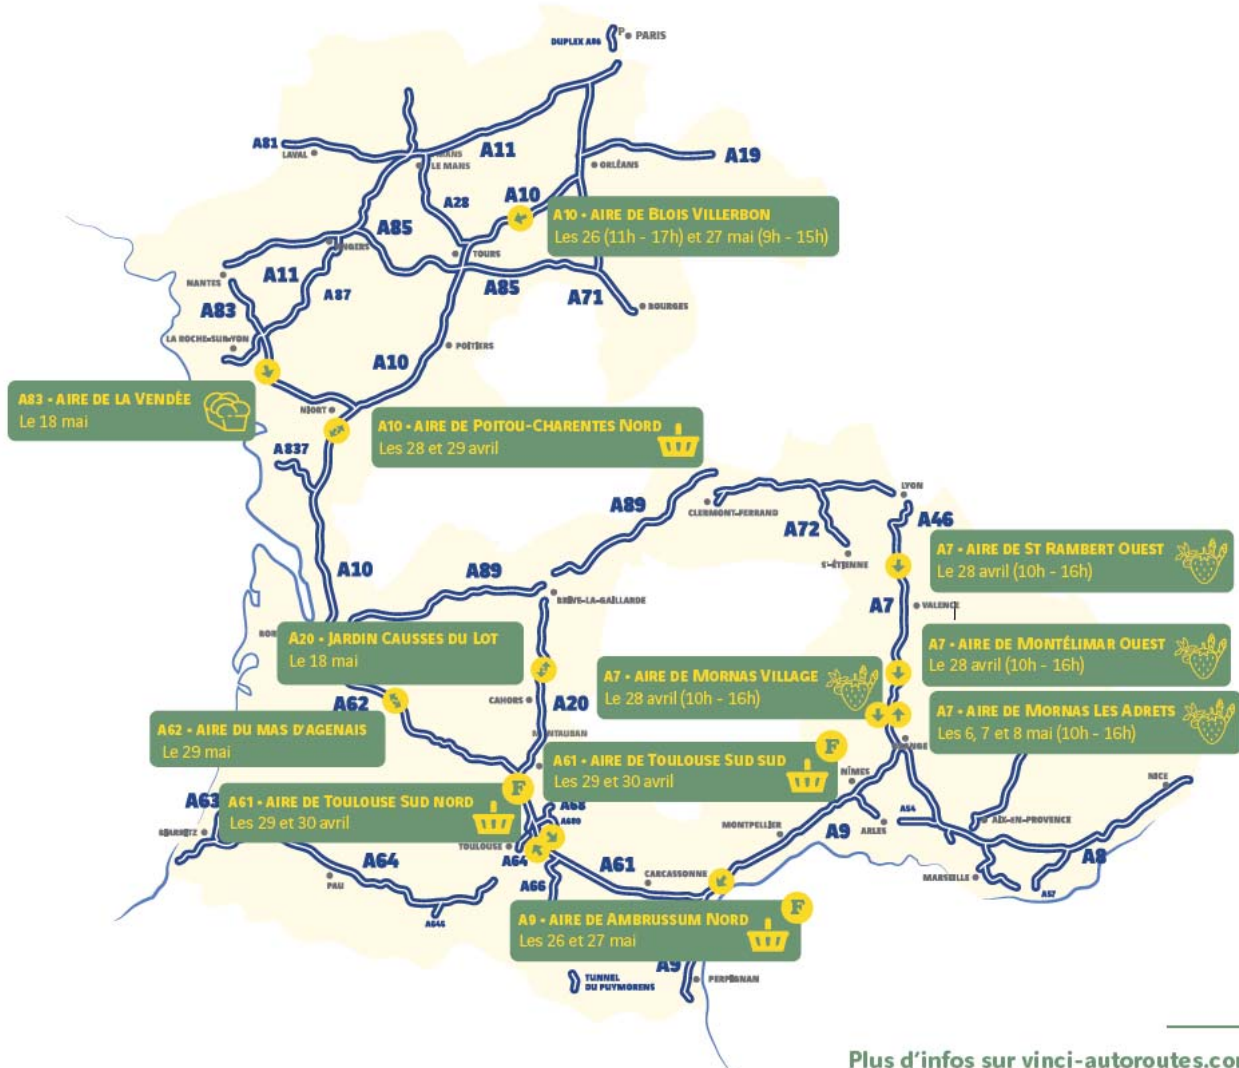 DUPLEX A86
P
PARIS
A81
LAVAL
LE MANS
A11
A19
ORLÉANS
A28
A10
A10 • AIRE DE BLOIS VILLERBON
Les 26 (11h - 17h) et 27 mai (9h - 15h)
A85
TOURS
NANTES
A11
A87
A85
A71
BOURGES
A83
LA ROCHE-SUR-YON
POITIERS
A10
A83 • AIRE DE LA VENDÉE
Le 18 mai
NIORT
A10 • AIRE DE POITOU-CHARENTES NORD
Les 28 et 29 avril
A837
A89
CLERMONT-FERRAND
LYON
A46
A72
ST-ÉTIENNE
A7 • AIRE DE ST RAMBERT OUEST
Le 28 avril (10h - 16h)
A10
A89
BRIVE-LA-GAILLARDE
A7
VALENCE
A20 • JARDIN CAUSSES DU LOT
Le 18 mai
A7 • AIRE DE MONTÉLIMAR OUEST
Le 28 avril (10h - 16h)
A7 • AIRE DE MORNAS VILLAGE
Le 28 avril (10h - 16h)
A62
CAHORS
A20
A7 • AIRE DE MORNAS LES ADRETS
Les 6, 7 et 8 mai (10h - 16h)
A62 • AIRE DU MAS D'AGENAIS
Le 29 mai
A61 • AIRE DE TOULOUSE SUD SUD
Les 29 et 30 avril
F
NÎMES
NICE
A63
A61 • AIRE DE TOULOUSE SUD NORD
Les 29 et 30 avril
F
A68
A680
BIARRITZ
TOULOUSE
A64
MONTPELLIER
A9
ARLES
A54
AIX-EN-PROVENCE
A8
A64
PAU
A61
A66
CARCASSONNE
MARSEILLE
A57
A645
A9 • AIRE DE AMBRUSSUM NORD
Les 26 et 27 mai
F
A9
PERPIGNAN
TUNNEL
DU PUYMORENS
Plus d'infos sur vinci-autoroutes.com